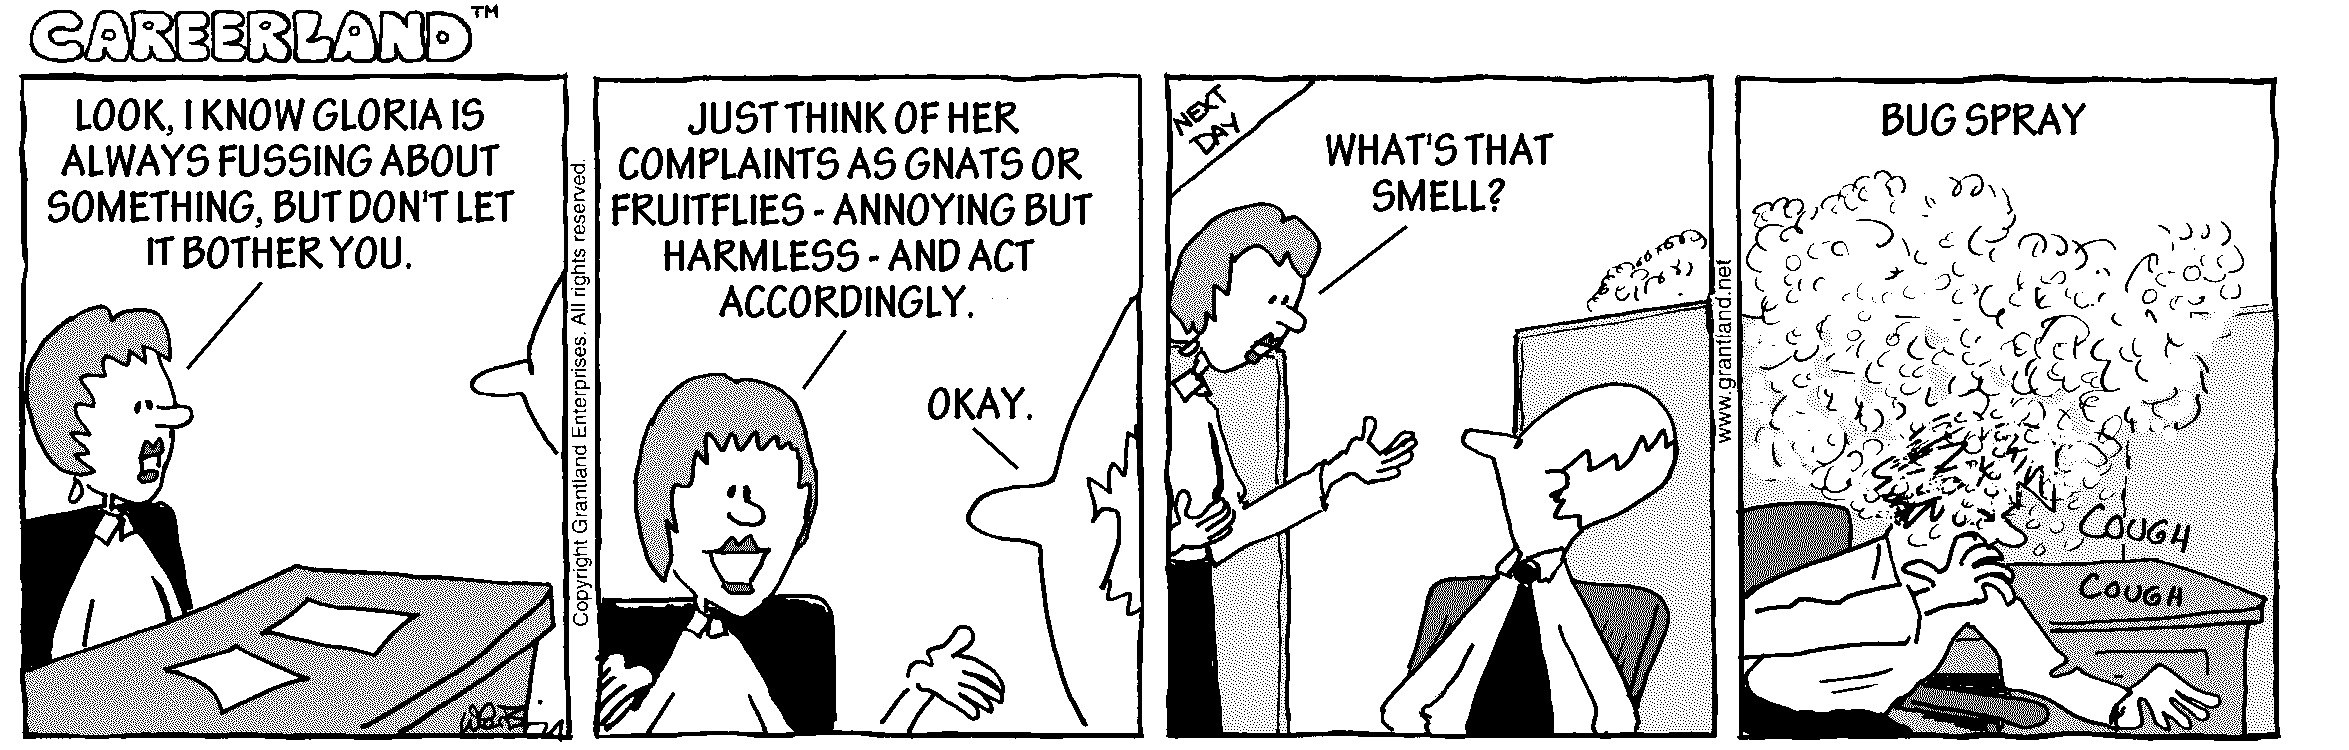 CAREERLAND™
LOOK, I KNOW GLORIA IS
ALWAYS FUSSING ABOUT
SOMETHING, BUT DON'T LET
IT BOTHER YOU.
Copyright Grantland Enterprises. All rights reserved.
JUST THINK OF HER
COMPLAINTS AS GNATS OR
FRUITFLIES - ANNOYING BUT
HARMLESS - AND ACT
ACCORDINGLY.
OKAY.
NEXT
DAY
WHAT'S THAT
SMELL?
www.grantland.net
BUG SPRAY
COUGH
COUGH